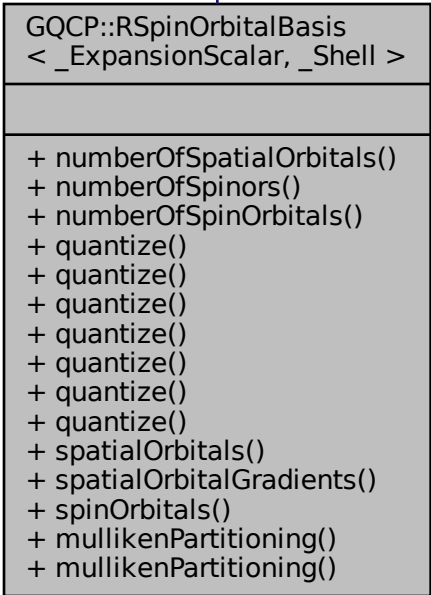 GQCP::RSpinOrbitalBasis
< _ExpansionScalar, _Shell >
+ numberOfSpatialOrbitals()
+ numberOfSpinors()
+ numberOfSpinOrbitals()
+ quantize()
+ quantize()
+ quantize()
+ quantize()
+ quantize()
+ quantize()
+ quantize()
+ spatialOrbitals()
+ spatialOrbitalGradients()
+ spinOrbitals()
+ mullikenPartitioning()
+ mullikenPartitioning()